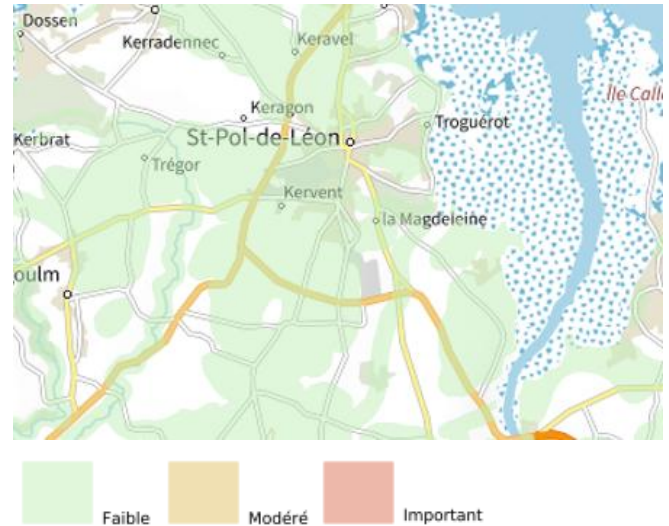 Dossen
Kerradennec
Keravel
Île Call
Keragon
Troguérot
St-Pol-de-Léon
Kerbrat
Trégor
Kervent
la Magdeleine
oulm
Faible
Modéré
Important